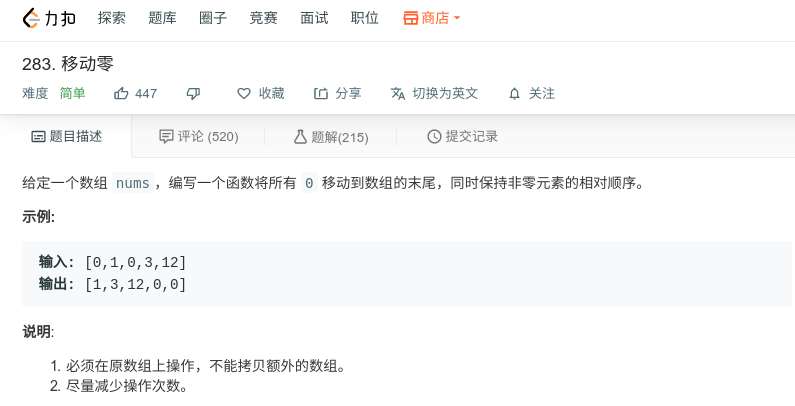 力扣 探索 题库 圈子 竞赛 面试 职位 商店
283. 移动零
难度 简单 447 收藏 分享 切换为英文 关注
题目描述 评论 (520) 题解(215) 提交记录
给定一个数组 nums，编写一个函数将所有 0 移动到数组的末尾，同时保持非零元素的相对顺序。
示例:
输入: [0,1,0,3,12]
输出: [1,3,12,0,0]
说明:
1. 必须在原数组上操作，不能拷贝额外的数组。
2. 尽量减少操作次数。